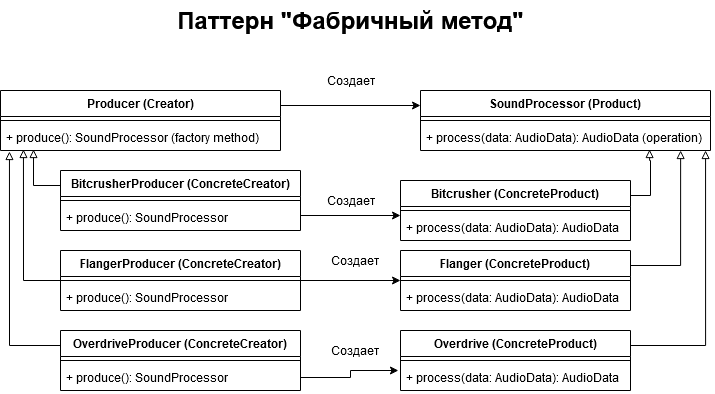 Паттерн "Фабричный метод"
Создает
Producer (Creator)
+ produce(): SoundProcessor (factory method)
SoundProcessor (Product)
+ process(data: AudioData): AudioData (operation)
BitcrusherProducer (ConcreteCreator)
+ produce(): SoundProcessor
Создает
Bitcrusher (ConcreteProduct)
+ process(data: AudioData): AudioData
FlangerProducer (ConcreteCreator)
+ produce(): SoundProcessor
Создает
Flanger (ConcreteProduct)
+ process(data: AudioData): AudioData
OverdriveProducer (ConcreteCreator)
+ produce(): SoundProcessor
Создает
Overdrive (ConcreteProduct)
+ process(data: AudioData): AudioData